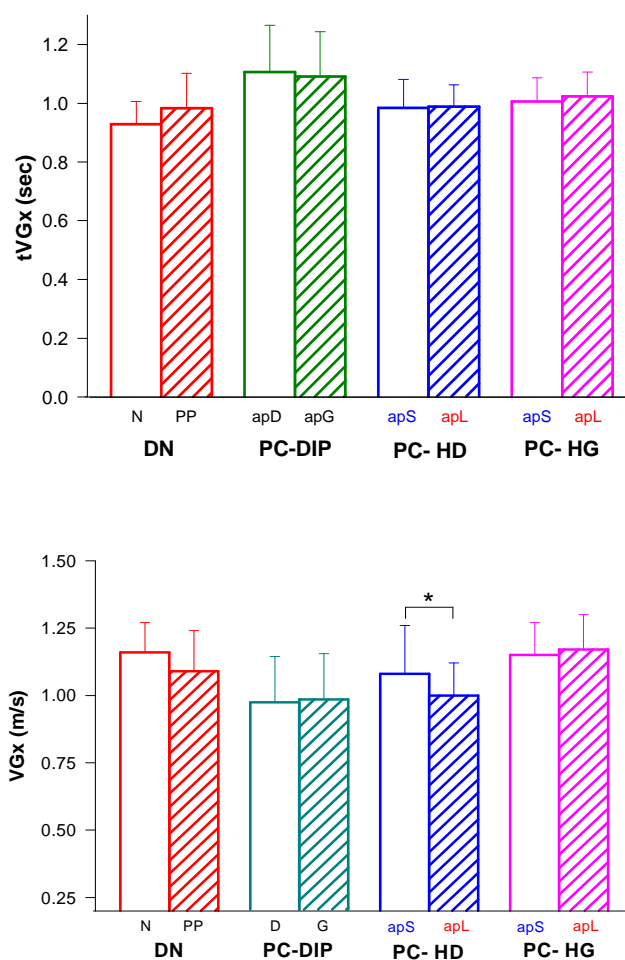 1.2
1.0
0.8
0.6
0.4
0.2
0.0
tVGx (sec)
N PP apD apG apS apL apS apL
DN PC-DIP PC- HD PC- HG
1.50
1.25
1.00
0.75
0.50
0.25
VGx (m/s)
*
N PP D G apS apL apS apL
DN PC-DIP PC- HD PC- HG